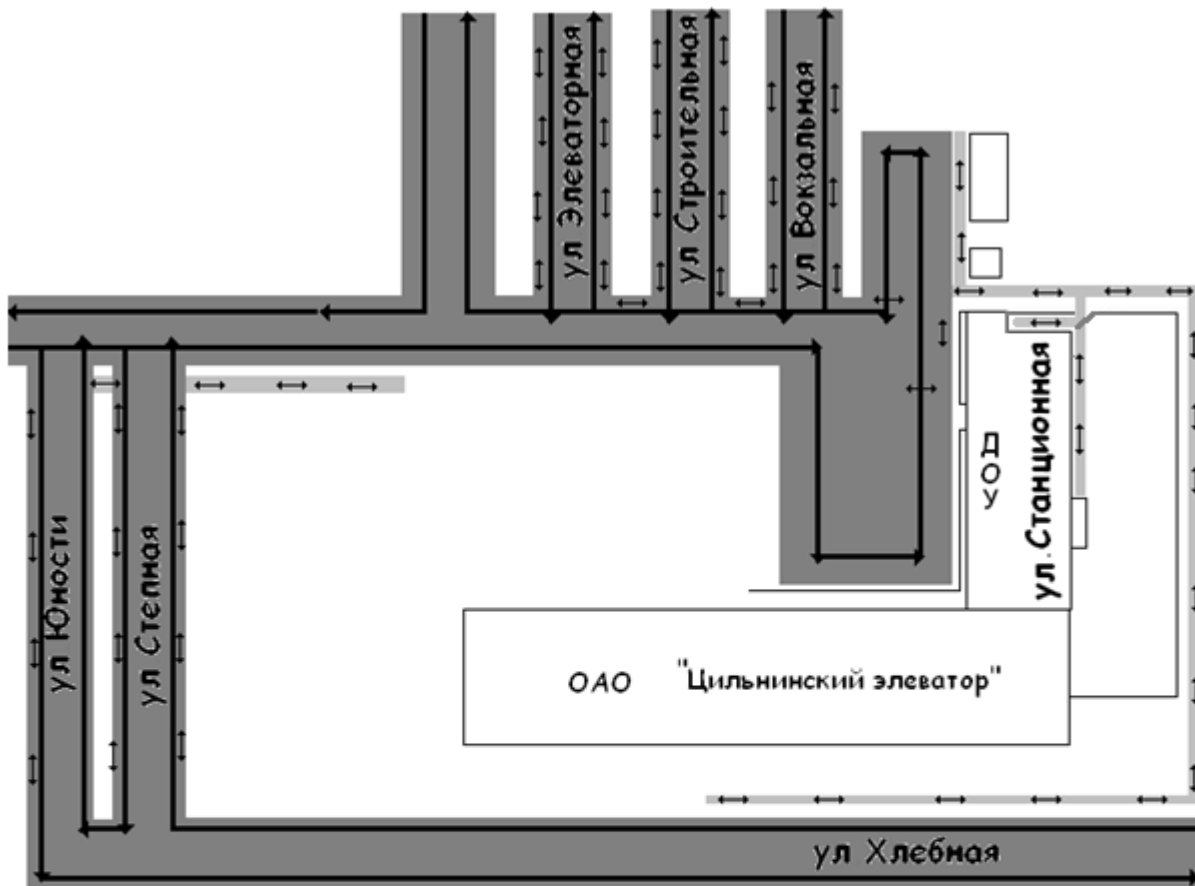 ул Элеваторная
ул Строительная
ул Вокзальная
ДОУ
ул. Станционная
ул Юности
ул Степная
ОАО "Цильнинский элеватор"
ул Хлебная